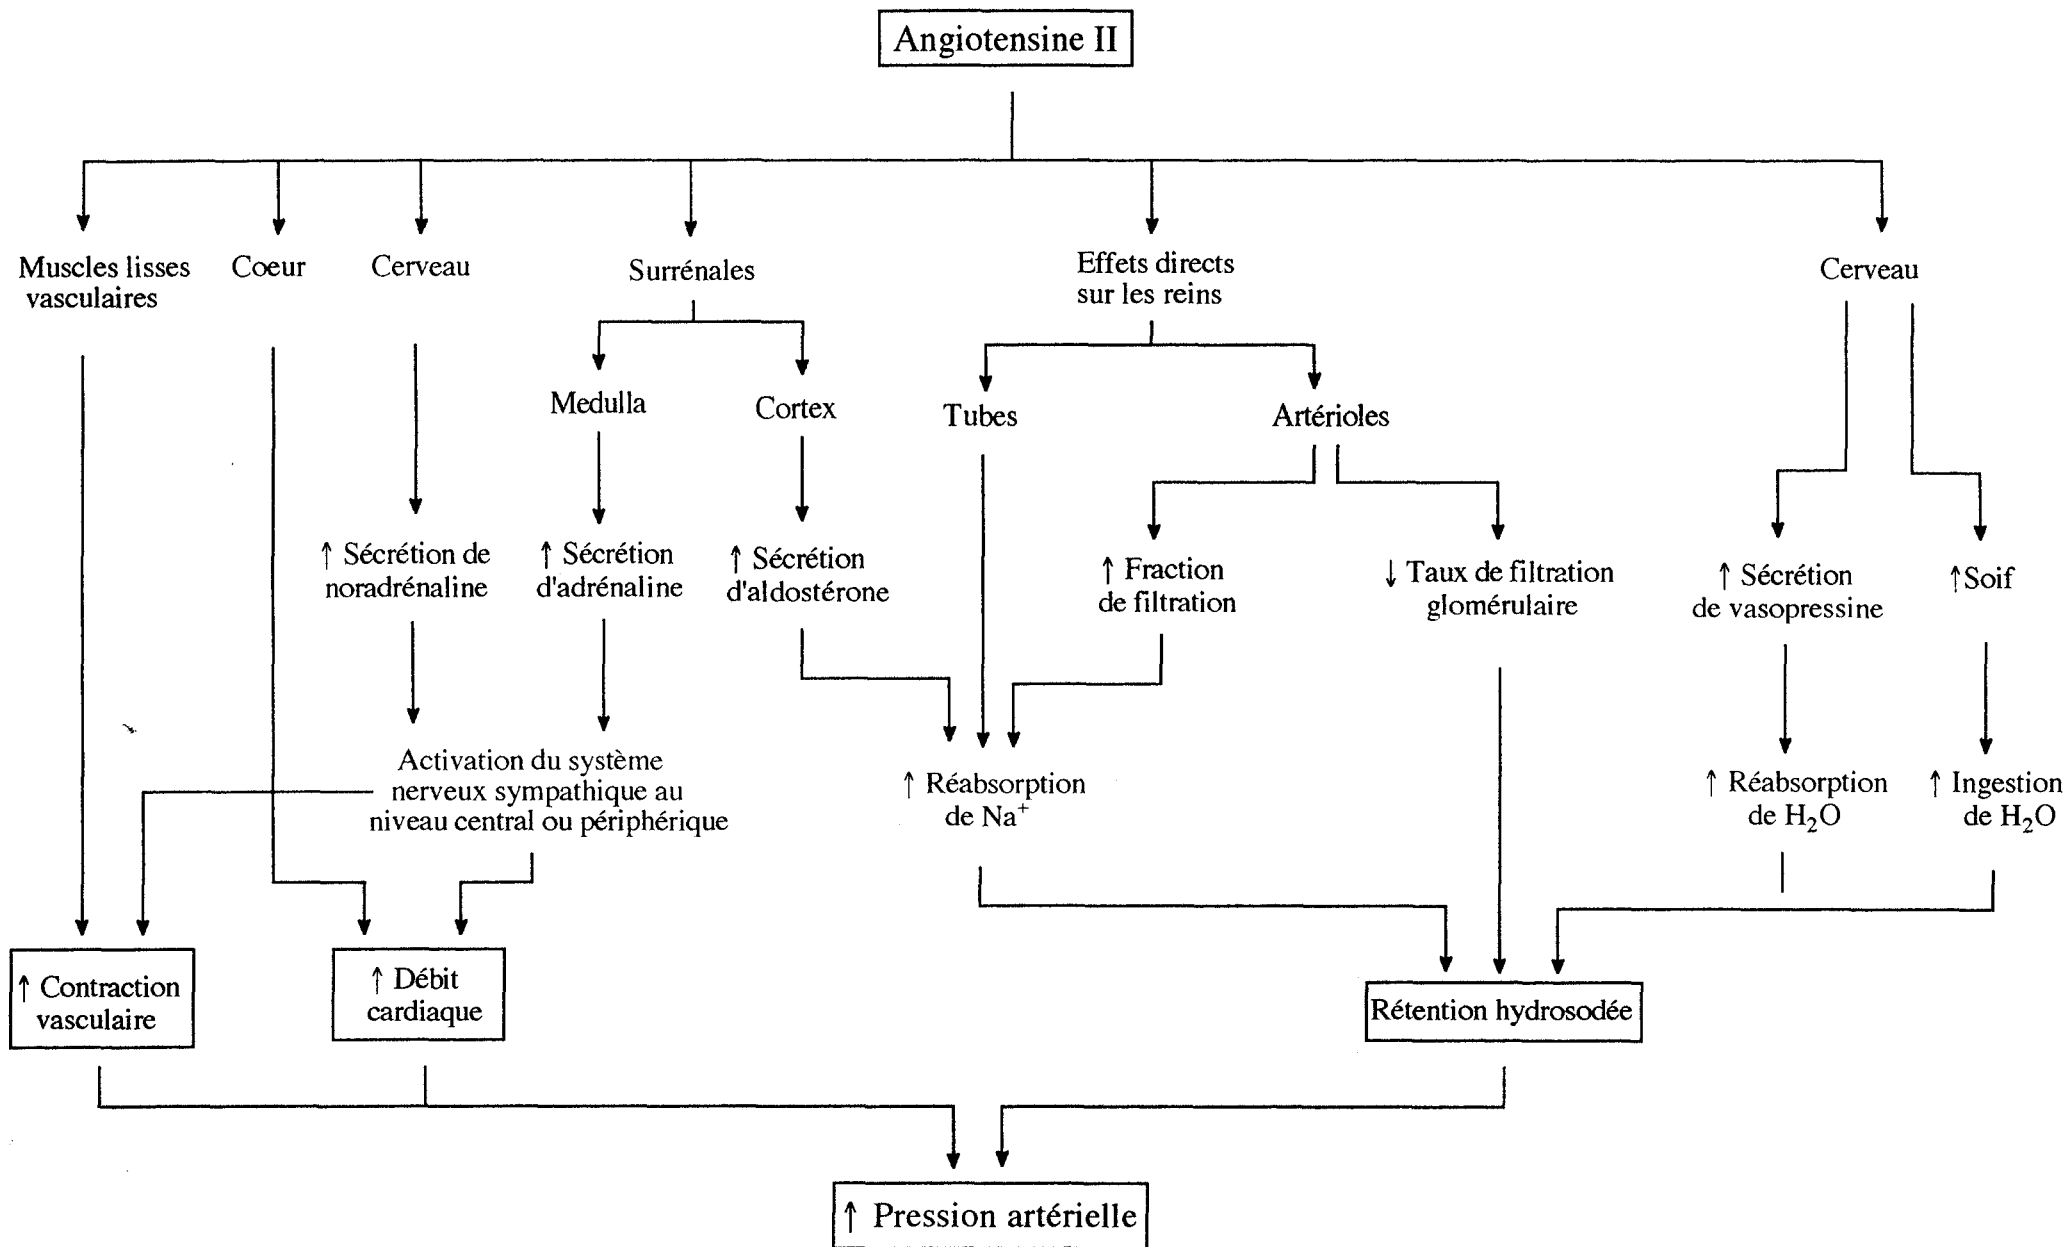 Angiotensine II
Muscles lisses
vasculaires
Coeur
Cerveau
Surrénales
Effets directs
sur les reins
Cerveau
Medulla
Cortex
Tubes
Artérioles
↑ Sécrétion de
noradrénaline
↑ Sécrétion
d'adrénaline
↑ Sécrétion
d'aldostérone
↑ Fraction
de filtration
↓ Taux de filtration
glomérulaire
↑ Sécrétion
de vasopressine
↑Soif
Activation du système
nerveux sympathique au
niveau central ou périphérique
↑ Réabsorption
de Na⁺
↑ Réabsorption
de H₂O
↑ Ingestion
de H₂O
↑ Contraction
vasculaire
↑ Débit
cardiaque
Rétention hydrosodée
↑ Pression artérielle